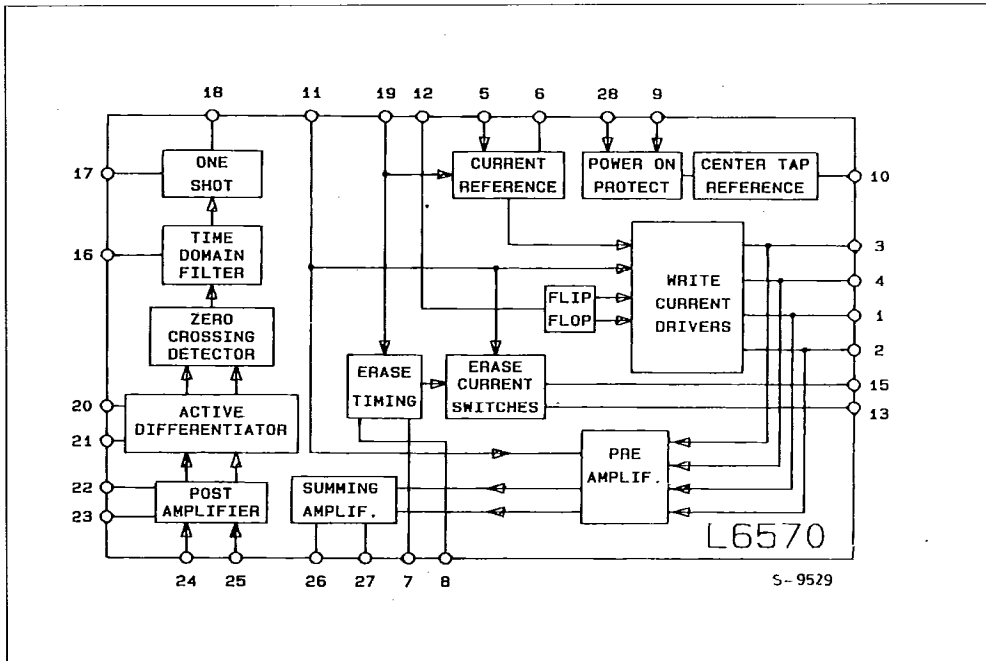 18 11 19 12 5 6 28 9
17
ONE
SHOT
CURRENT
REFERENCE
POWER ON
PROTECT
CENTER TAP
REFERENCE
10
16
TIME
DOMAIN
FILTER
WRITE
CURRENT
DRIVERS
3
4
1
2
FLIP
FLOP
ZERO
CROSSING
DETECTOR
ERASE
TIMING
ERASE
CURRENT
SWITCHES
15
13
20
21
ACTIVE
DIFFERENTIATOR
PRE
AMPLIF.
22
23
POST
AMPLIFIER
SUMMING
AMPLIF.
L6570
24 25 26 27 7 8
S-9529